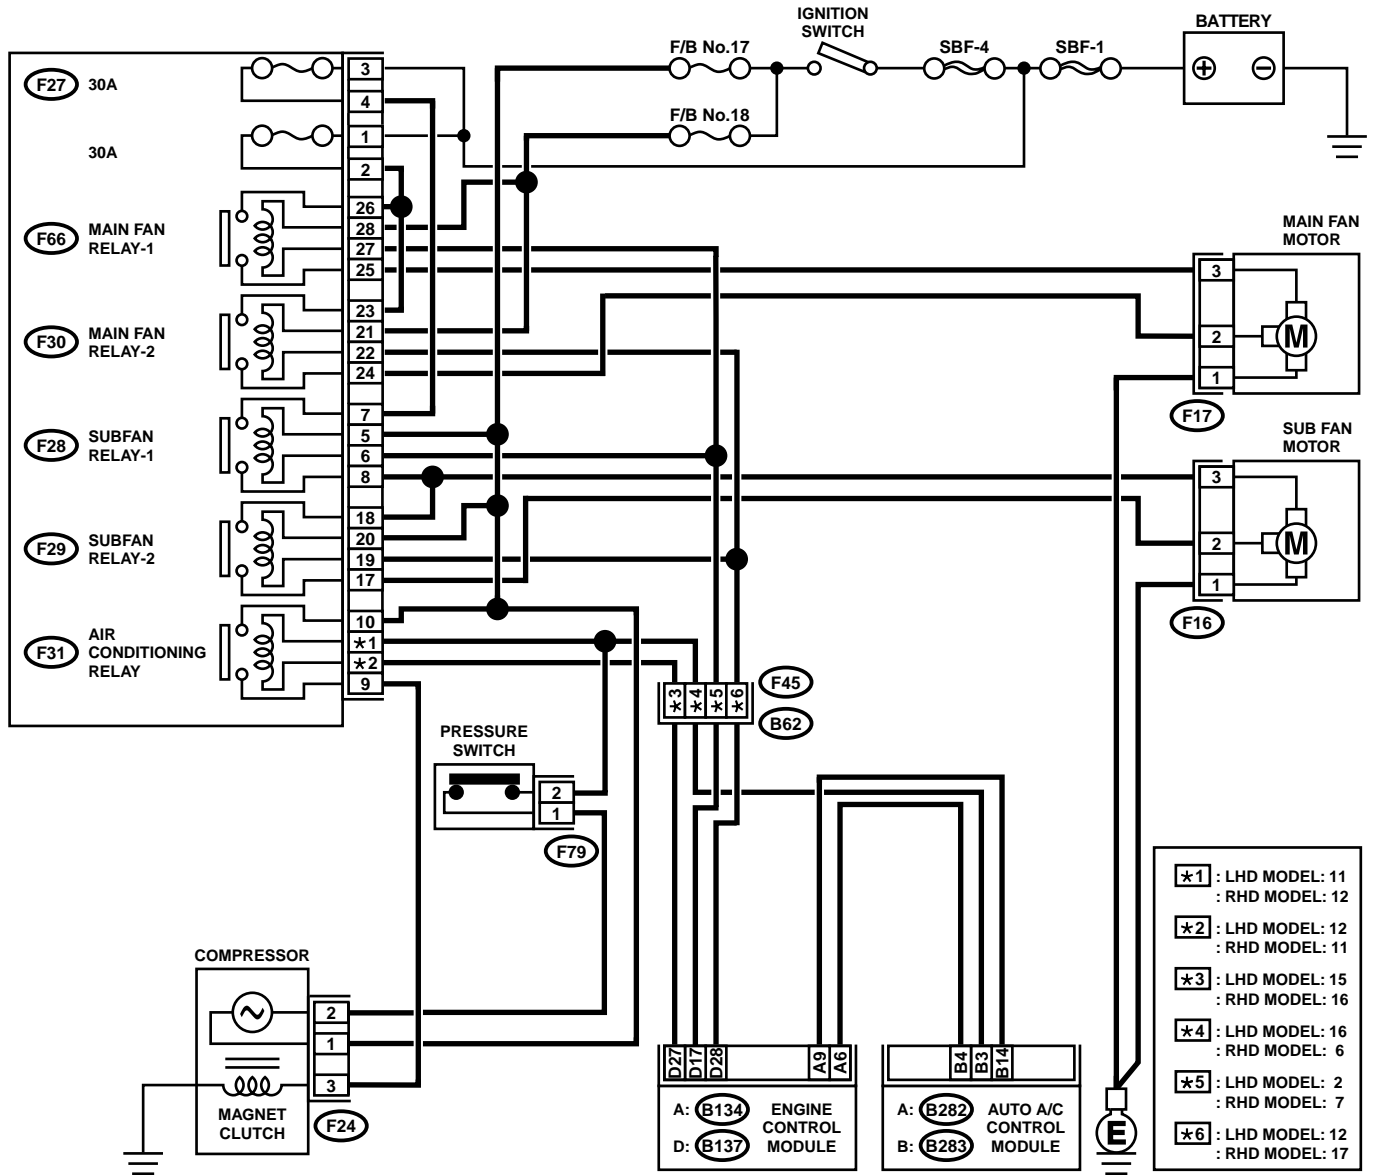 IGNITION
SWITCH
BATTERY
F/B No.17
SBF-4
SBF-1
F/B No.18
F27
30A
30A
3
4
1
2
F66
MAIN FAN
RELAY-1
26
28
27
25
F30
MAIN FAN
RELAY-2
23
21
22
24
F28
SUBFAN
RELAY-1
7
5
6
8
F29
SUBFAN
RELAY-2
18
20
19
17
F31
AIR
CONDITIONING
RELAY
10
*1
*2
9
MAIN FAN
MOTOR
3
2
1
M
F17
SUB FAN
MOTOR
3
2
1
M
F16
*3
*4
*5
*6
F45
B62
PRESSURE
SWITCH
2
1
F79
COMPRESSOR
2
1
3
MAGNET
CLUTCH
F24
D27
D17
D28
A9
A6
A: B134
D: B137
ENGINE
CONTROL
MODULE
B4
B3
B14
A: B282
B: B283
AUTO A/C
CONTROL
MODULE
E
*1 : LHD MODEL: 11
: RHD MODEL: 12
*2 : LHD MODEL: 12
: RHD MODEL: 11
*3 : LHD MODEL: 15
: RHD MODEL: 16
*4 : LHD MODEL: 16
: RHD MODEL: 6
*5 : LHD MODEL: 2
: RHD MODEL: 7
*6 : LHD MODEL: 12
: RHD MODEL: 17